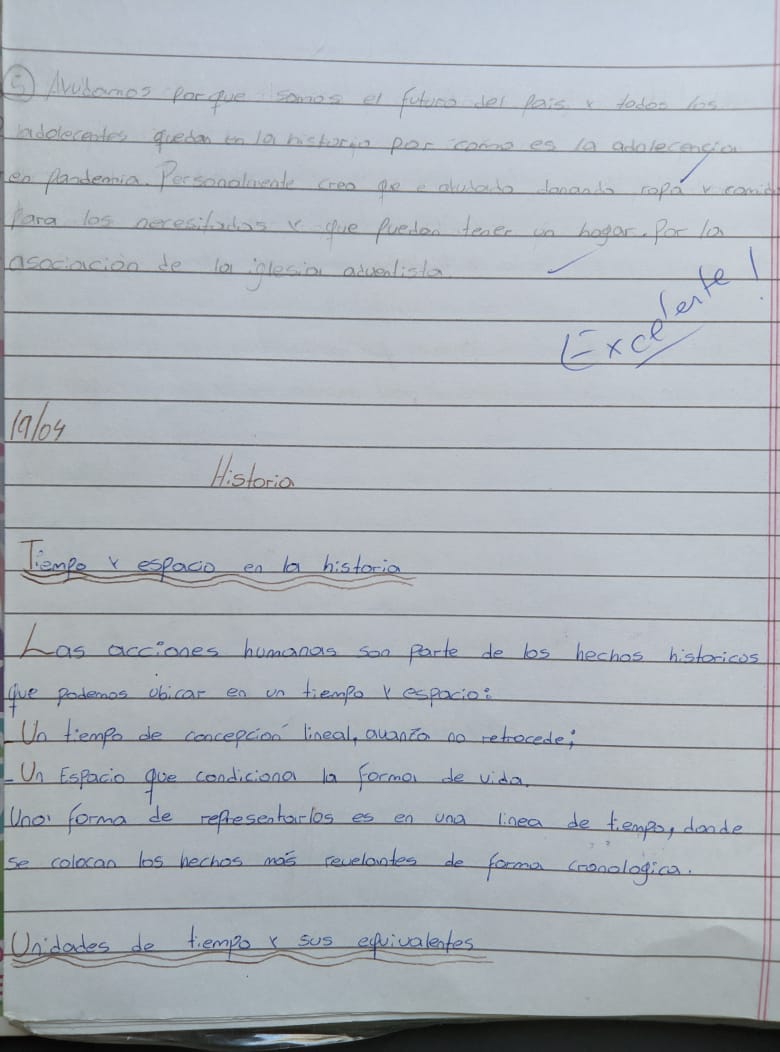 5 Ayudamos porque somos el futuro del pais y todos los
adolecentes quedan en la historia por como es la adolecencia
en pandemia. Personalmente creo qe e ayudado donando ropa y comida
para los necesitados y que puedan tener un hogar. Por la
asociación de la iglesia adventista.
Excelente!
19/04
Historia
Tiempo y espacio en la historia
Las acciones humanas son parte de los hechos historicos
que podemos ubicar en un tiempo y espacio:
-Un tiempo de concepción lineal, avanza no retrocede;
-Un Espacio que condiciona la forma de vida.
Una forma de representarlos es en una linea de tiempo, donde
se colocan los hechos más revelantes de forma cronologica.
Unidades de tiempo y sus equivalentes